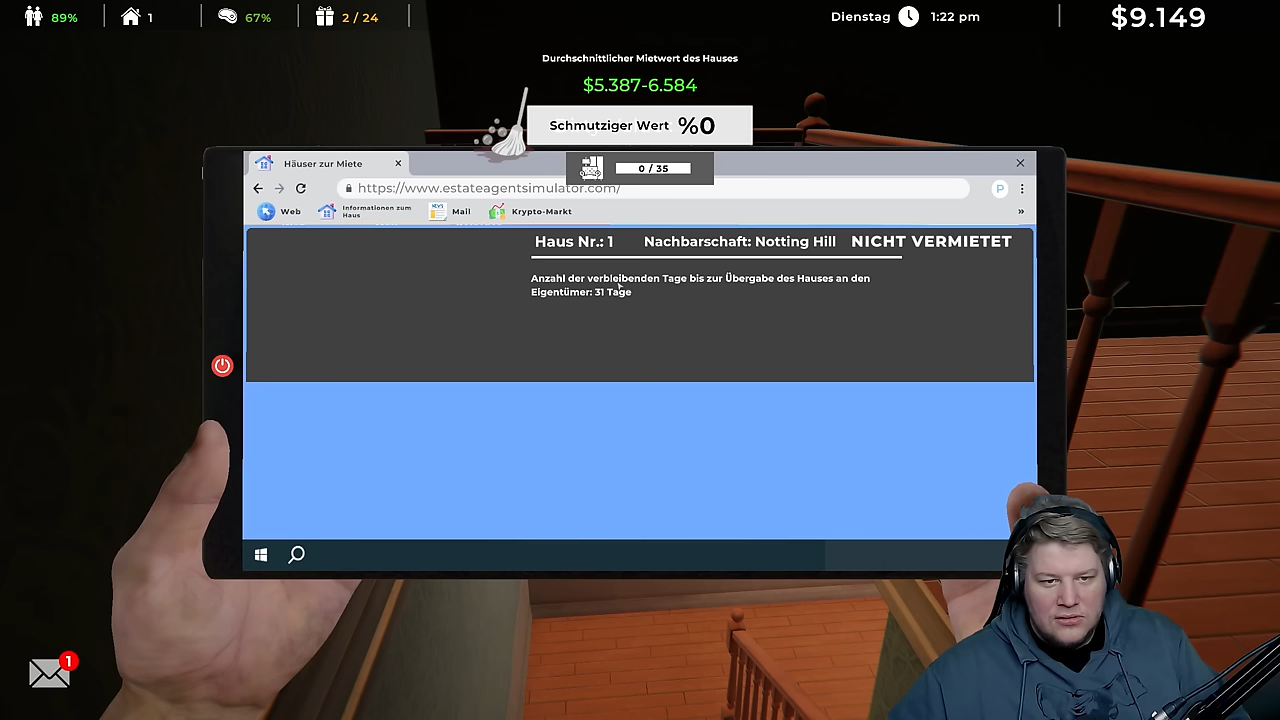 89%
1
67%
2 / 24
Dienstag
1:22 pm
$9.149
Durchschnittlicher Mietwert des Hauses
$5.387-6.584
Schmutziger Wert %0
Häuser zur Miete
0 / 35
https://www.estateagentsimulator.com/
P
Web
Informationen zum
Haus
NEWS
Mail
Krypto-Markt
Haus Nr.: 1
Nachbarschaft: Notting Hill
NICHT VERMIETET
Anzahl der verbleibenden Tage bis zur Übergabe des Hauses an den
Eigentümer: 31 Tage
1